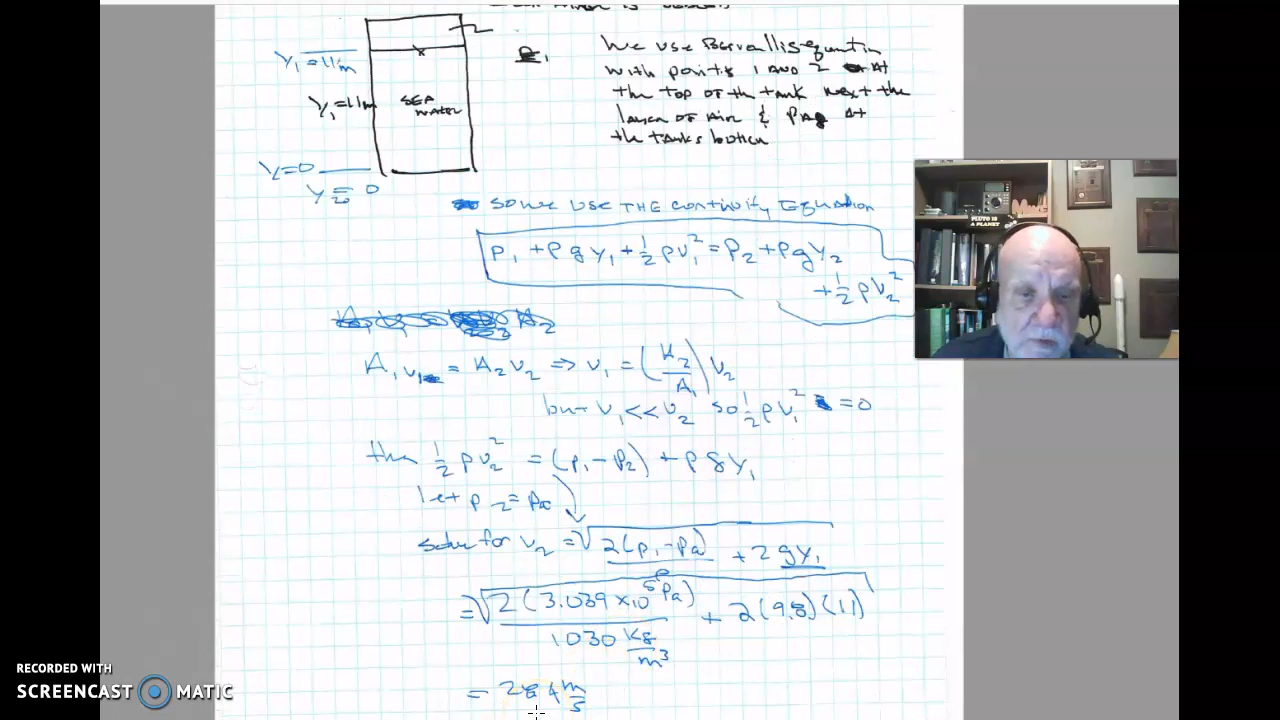 Y₁ = 11m
Y₁ = 11m
SEA
WATER
Y = 0
Y₂ = 0
We use Bernoullis equation
with points 1 AND 2 At
the top of the tank next the
layer of Air & At
the tanks bottom
so we use THE continuity Equation
P₁ + ρgy₁ + ½ρv₁² = P₂ + ρgy₂
+ ½ρv₂²
A₁v₁ = A₂v₂ ⇒ v₁ = (A₂/A₁) v₂
but v₁ << v₂ so ½ρv₁² = 0
then ½ρv₂² = (p₁ - p₂) + ρgy₁
let p₂ = pa
solve for v₂ = √(2(p₁ - pa)/ρ + 2gy₁)
= √(2(3.039 × 10⁵ Pa)/1030 kg/m³ + 2(9.8)(11))
= 28.4 m/s
PLUTO IS
A PLANET
RECORDED WITH
SCREENCAST MATIC